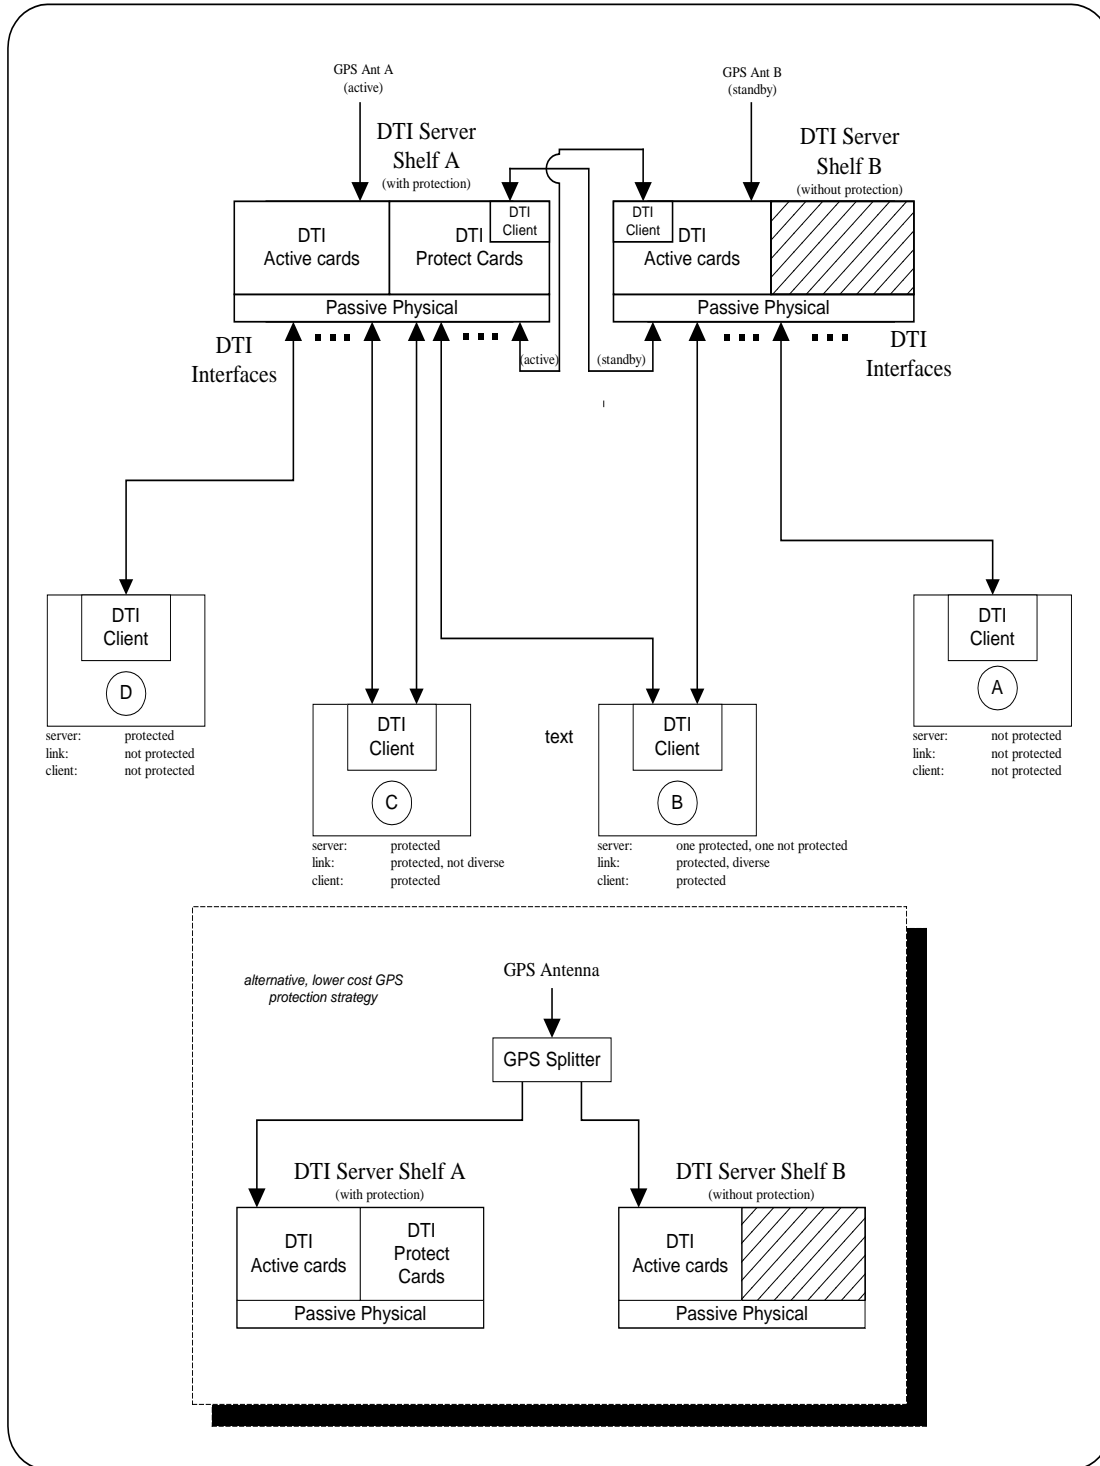 GPS Ant A
(active)
GPS Ant B
(standby)
DTI Server
Shelf A
(with protection)
DTI Server
Shelf B
(without protection)
DTI
Active cards
DTI
Protect Cards
DTI
Client
DTI
Client
DTI
Active cards
Passive Physical
Passive Physical
DTI
Interfaces
(active)
(standby)
DTI
Interfaces
DTI
Client
D
server: protected
link: not protected
client: not protected
DTI
Client
A
server: not protected
link: not protected
client: not protected
DTI
Client
C
server: protected
link: protected, not diverse
client: protected
text
DTI
Client
B
server: one protected, one not protected
link: protected, diverse
client: protected
alternative, lower cost GPS
protection strategy
GPS Antenna
GPS Splitter
DTI Server Shelf A
(with protection)
DTI
Active cards
DTI
Protect
Cards
Passive Physical
DTI Server Shelf B
(without protection)
DTI
Active cards
Passive Physical